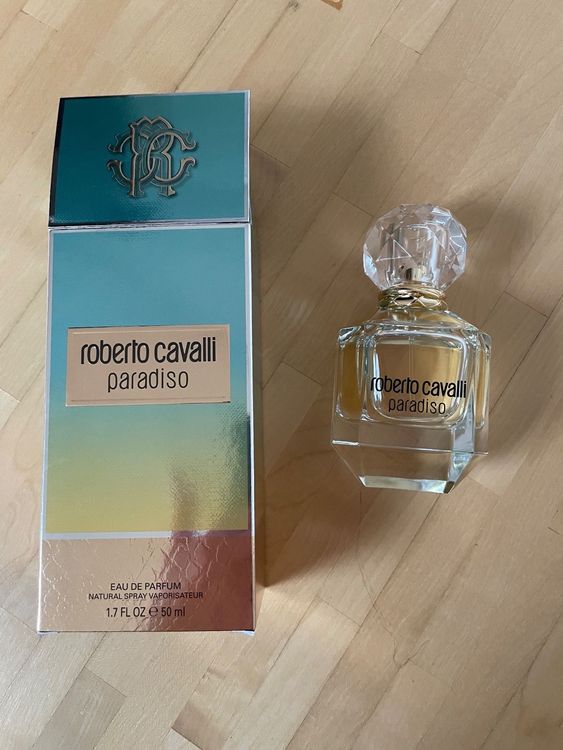 roberto cavalli
paradiso
EAU DE PARFUM
NATURAL SPRAY VAPORISATEUR
1.7 FL OZ ℮ 50 ml
roberto cavalli
paradiso